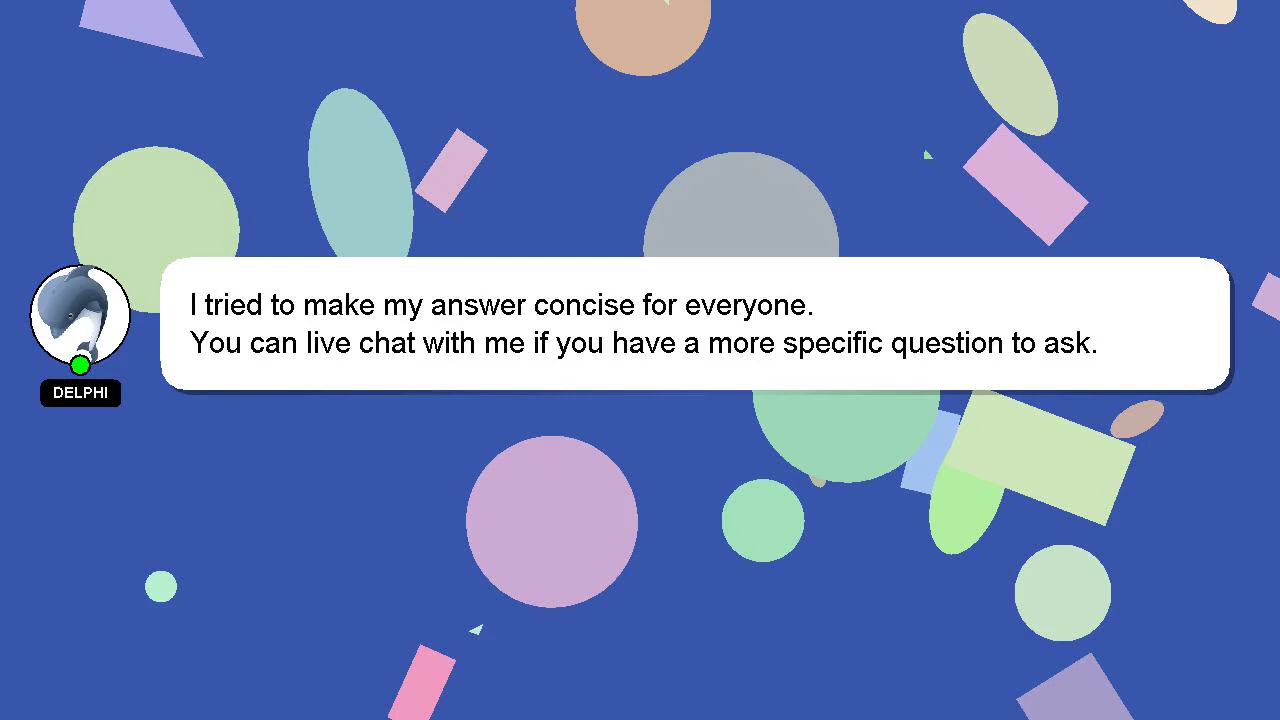 I tried to make my answer concise for everyone.
You can live chat with me if you have a more specific question to ask.
DELPHI